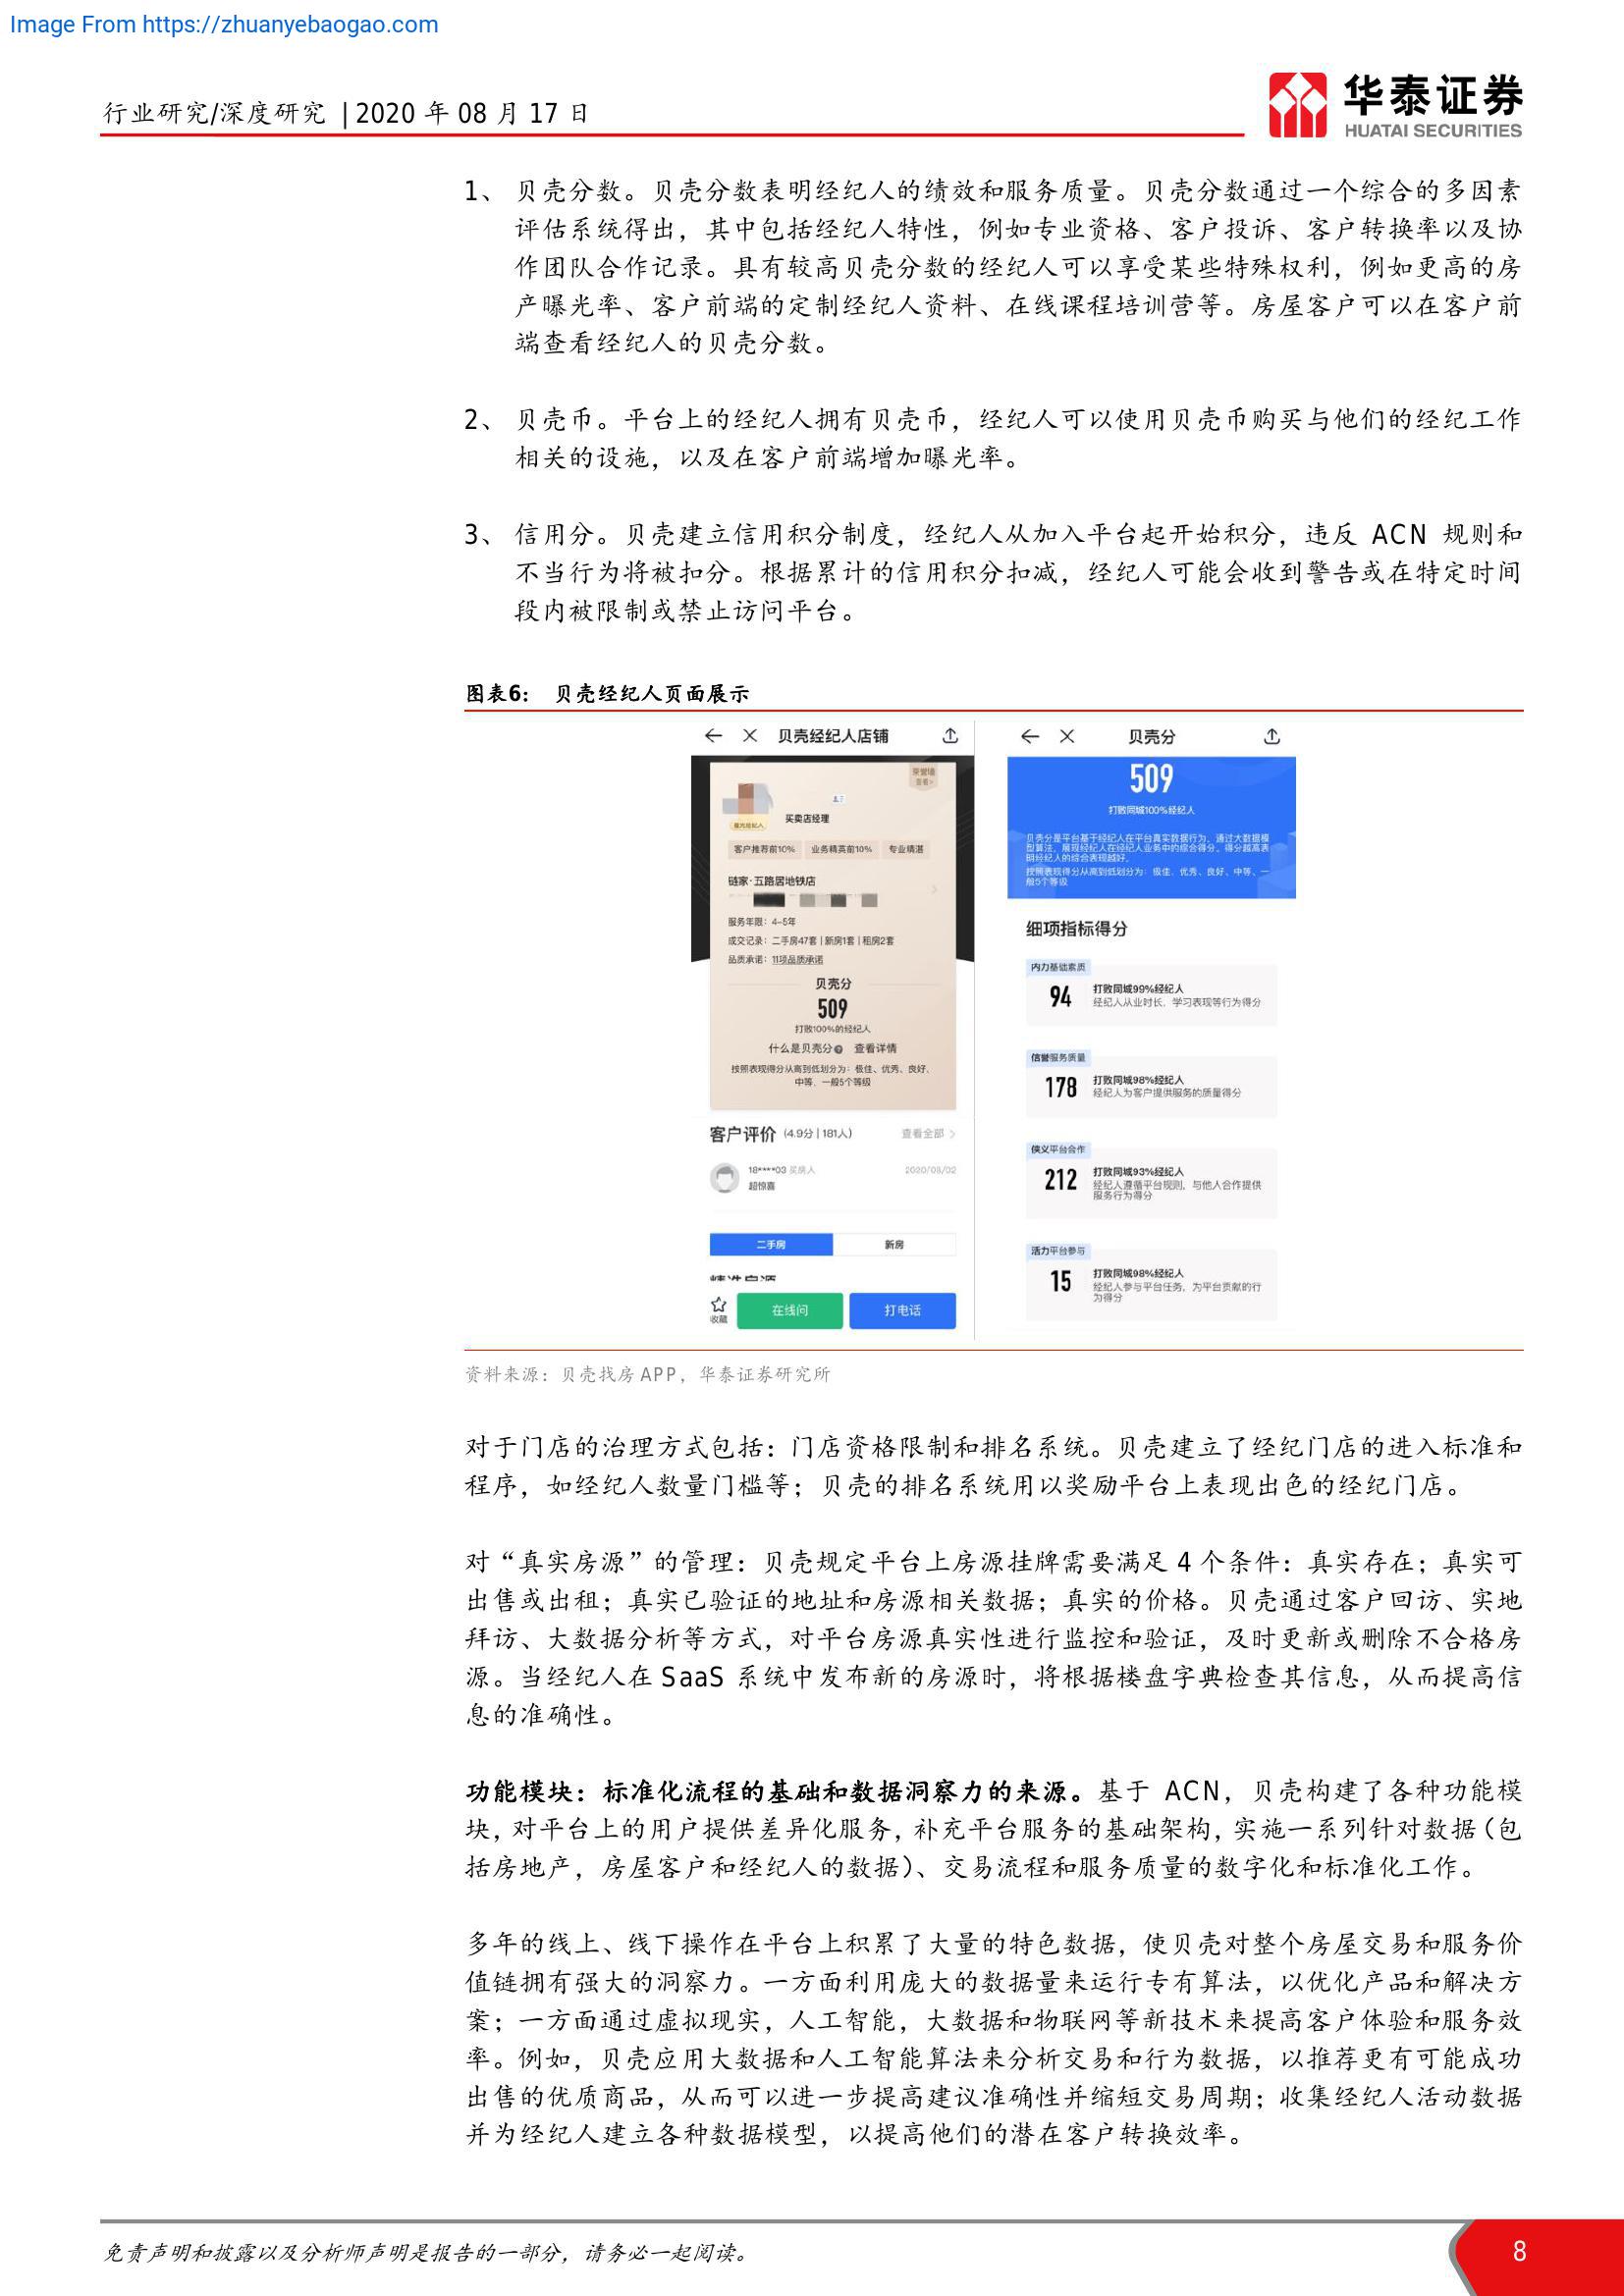 Image From https://zhuanyebaogao.com
行业研究/深度研究 | 2020 年 08 月 17 日
华泰证券
HUATAI SECURITIES
1、 贝壳分数。贝壳分数表明经纪人的绩效和服务质量。贝壳分数通过一个综合的多因素
评估系统得出，其中包括经纪人特性，例如专业资格、客户投诉、客户转换率以及协
作团队合作记录。具有较高贝壳分数的经纪人可以享受某些特殊权利，例如更高的房
产曝光率、客户前端的定制经纪人资料、在线课程培训营等。房屋客户可以在客户前
端查看经纪人的贝壳分数。
2、 贝壳币。平台上的经纪人拥有贝壳币，经纪人可以使用贝壳币购买与他们的经纪工作
相关的设施，以及在客户前端增加曝光率。
3、 信用分。贝壳建立信用积分制度，经纪人从加入平台起开始积分，违反 ACN 规则和
不当行为将被扣分。根据累计的信用积分扣减，经纪人可能会收到警告或在特定时间
段内被限制或禁止访问平台。
图表6： 贝壳经纪人页面展示
贝壳经纪人店铺
荣誉墙
查看>
买卖店经理
客户推荐前10% 业务精英前10% 专业精湛
链家·五路居地铁店
服务年限：4-5年
成交记录：二手房47套 | 新房1套 | 租房2套
品质承诺：11项品质承诺
贝壳分
509
打败100%的经纪人
什么是贝壳分 查看详情
按照表现得分从高到低划分为：极佳、优秀、良好、
中等、一般5个等级
客户评价 (4.9分 | 181人) 查看全部 >
18****03 买房人
超惊喜
二手房 新房
收藏 在线问 打电话
贝壳分
509
打败同城100%经纪人
贝壳分是平台基于经纪人在平台真实数据行为，通过大数据模
型算法，展现经纪人在经纪人业务中的综合得分。得分越高表
明经纪人的综合表现越好。
按照表现得分从高到低划分为：极佳、优秀、良好、中等、一
般5个等级
细项指标得分
内力基础素质
94 打败同城99%经纪人
经纪人从业时长、学习表现等行为得分
信誉服务质量
178 打败同城98%经纪人
经纪人为客户提供服务的质量得分
侠义平台合作
212 打败同城93%经纪人
经纪人遵循平台规则，与他人合作提供
服务行为得分
活力平台参与
15 打败同城98%经纪人
经纪人参与平台任务，为平台贡献的行
为得分
资料来源：贝壳找房 APP，华泰证券研究所
对于门店的治理方式包括：门店资格限制和排名系统。贝壳建立了经纪门店的进入标准和
程序，如经纪人数量门槛等；贝壳的排名系统用以奖励平台上表现出色的经纪门店。
对“真实房源”的管理：贝壳规定平台上房源挂牌需要满足 4 个条件：真实存在；真实可
出售或出租；真实已验证的地址和房源相关数据；真实的价格。贝壳通过客户回访、实地
拜访、大数据分析等方式，对平台房源真实性进行监控和验证，及时更新或删除不合格房
源。当经纪人在 SaaS 系统中发布新的房源时，将根据楼盘字典检查其信息，从而提高信
息的准确性。
功能模块：标准化流程的基础和数据洞察力的来源。基于 ACN，贝壳构建了各种功能模
块，对平台上的用户提供差异化服务，补充平台服务的基础架构，实施一系列针对数据（包
括房地产，房屋客户和经纪人的数据）、交易流程和服务质量的数字化和标准化工作。
多年的线上、线下操作在平台上积累了大量的特色数据，使贝壳对整个房屋交易和服务价
值链拥有强大的洞察力。一方面利用庞大的数据量来运行专有算法，以优化产品和解决方
案；一方面通过虚拟现实，人工智能，大数据和物联网等新技术来提高客户体验和服务效
率。例如，贝壳应用大数据和人工智能算法来分析交易和行为数据，以推荐更有可能成功
出售的优质商品，从而可以进一步提高建议准确性并缩短交易周期；收集经纪人活动数据
并为经纪人建立各种数据模型，以提高他们的潜在客户转换效率。
免责声明和披露以及分析师声明是报告的一部分，请务必一起阅读。
8